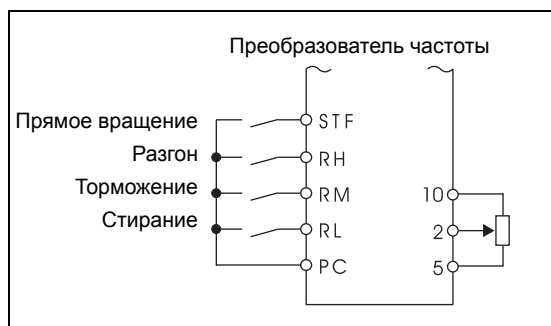 Преобразователь частоты
Прямое вращение STF
Разгон RH
Торможение RM 10
Стирание RL 2
PC 5